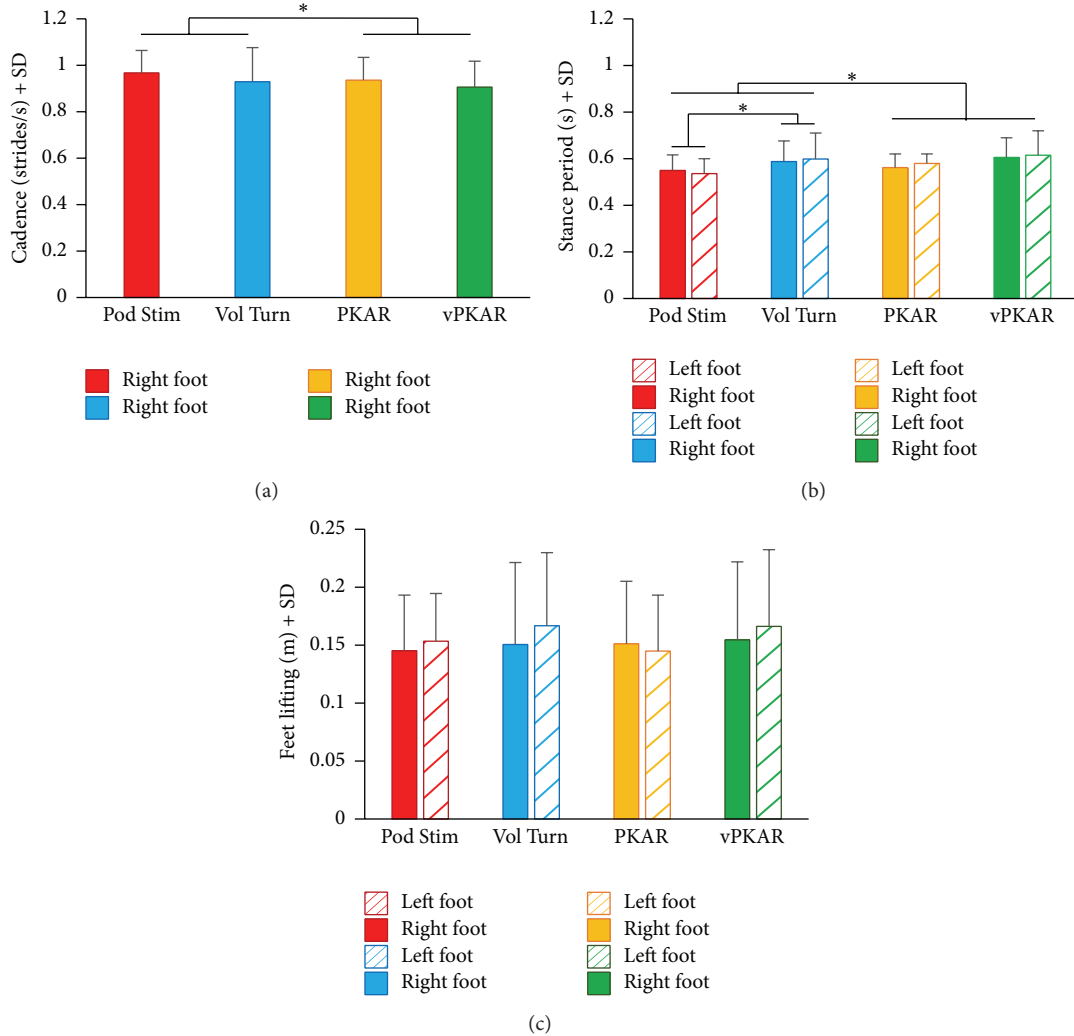 *
Cadence (strides/s) + SD
1.2
1
0.8
0.6
0.4
0.2
0
Pod Stim Vol Turn PKAR vPKAR
Right foot Right foot
Right foot Right foot
(a)
*
*
Stance period (s) + SD
1.2
1
0.8
0.6
0.4
0.2
0
Pod Stim Vol Turn PKAR vPKAR
Left foot Left foot
Right foot Right foot
Left foot Left foot
Right foot Right foot
(b)
Feet lifting (m) + SD
0.25
0.2
0.15
0.1
0.05
0
Pod Stim Vol Turn PKAR vPKAR
Left foot Left foot
Right foot Right foot
Left foot Left foot
Right foot Right foot
(c)